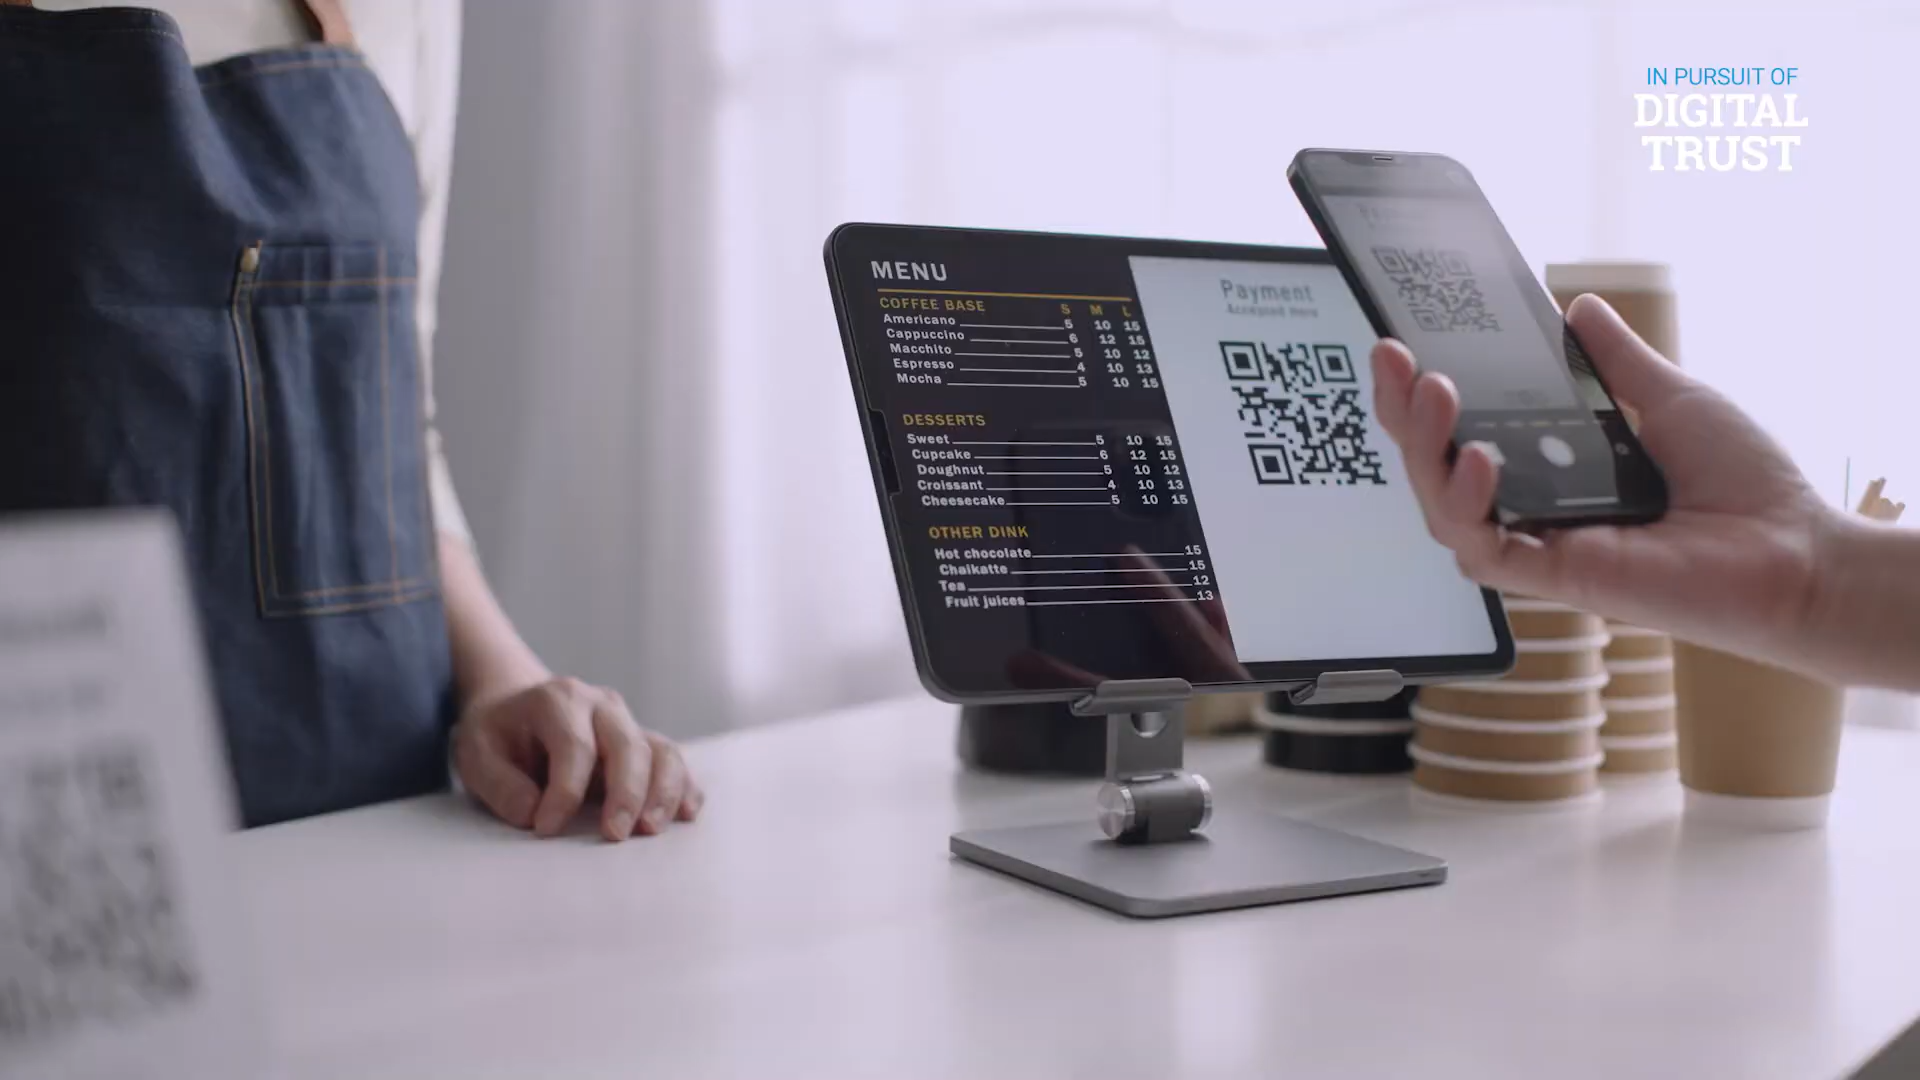 IN PURSUIT OF
DIGITAL
TRUST
MENU
COFFEE BASE S M L
Americano 5 10 15
Cappuccino 6 12 15
Macchito 5 10 12
Espresso 4 10 13
Mocha 5 10 15
DESSERTS
Sweet 5 10 15
Cupcake 6 12 15
Doughnut 5 10 12
Croissant 4 10 13
Cheesecake 5 10 15
OTHER DINK
Hot chocolate 15
Chalkatte 15
Tea 12
Fruit juices 13
Payment
Accepted Here